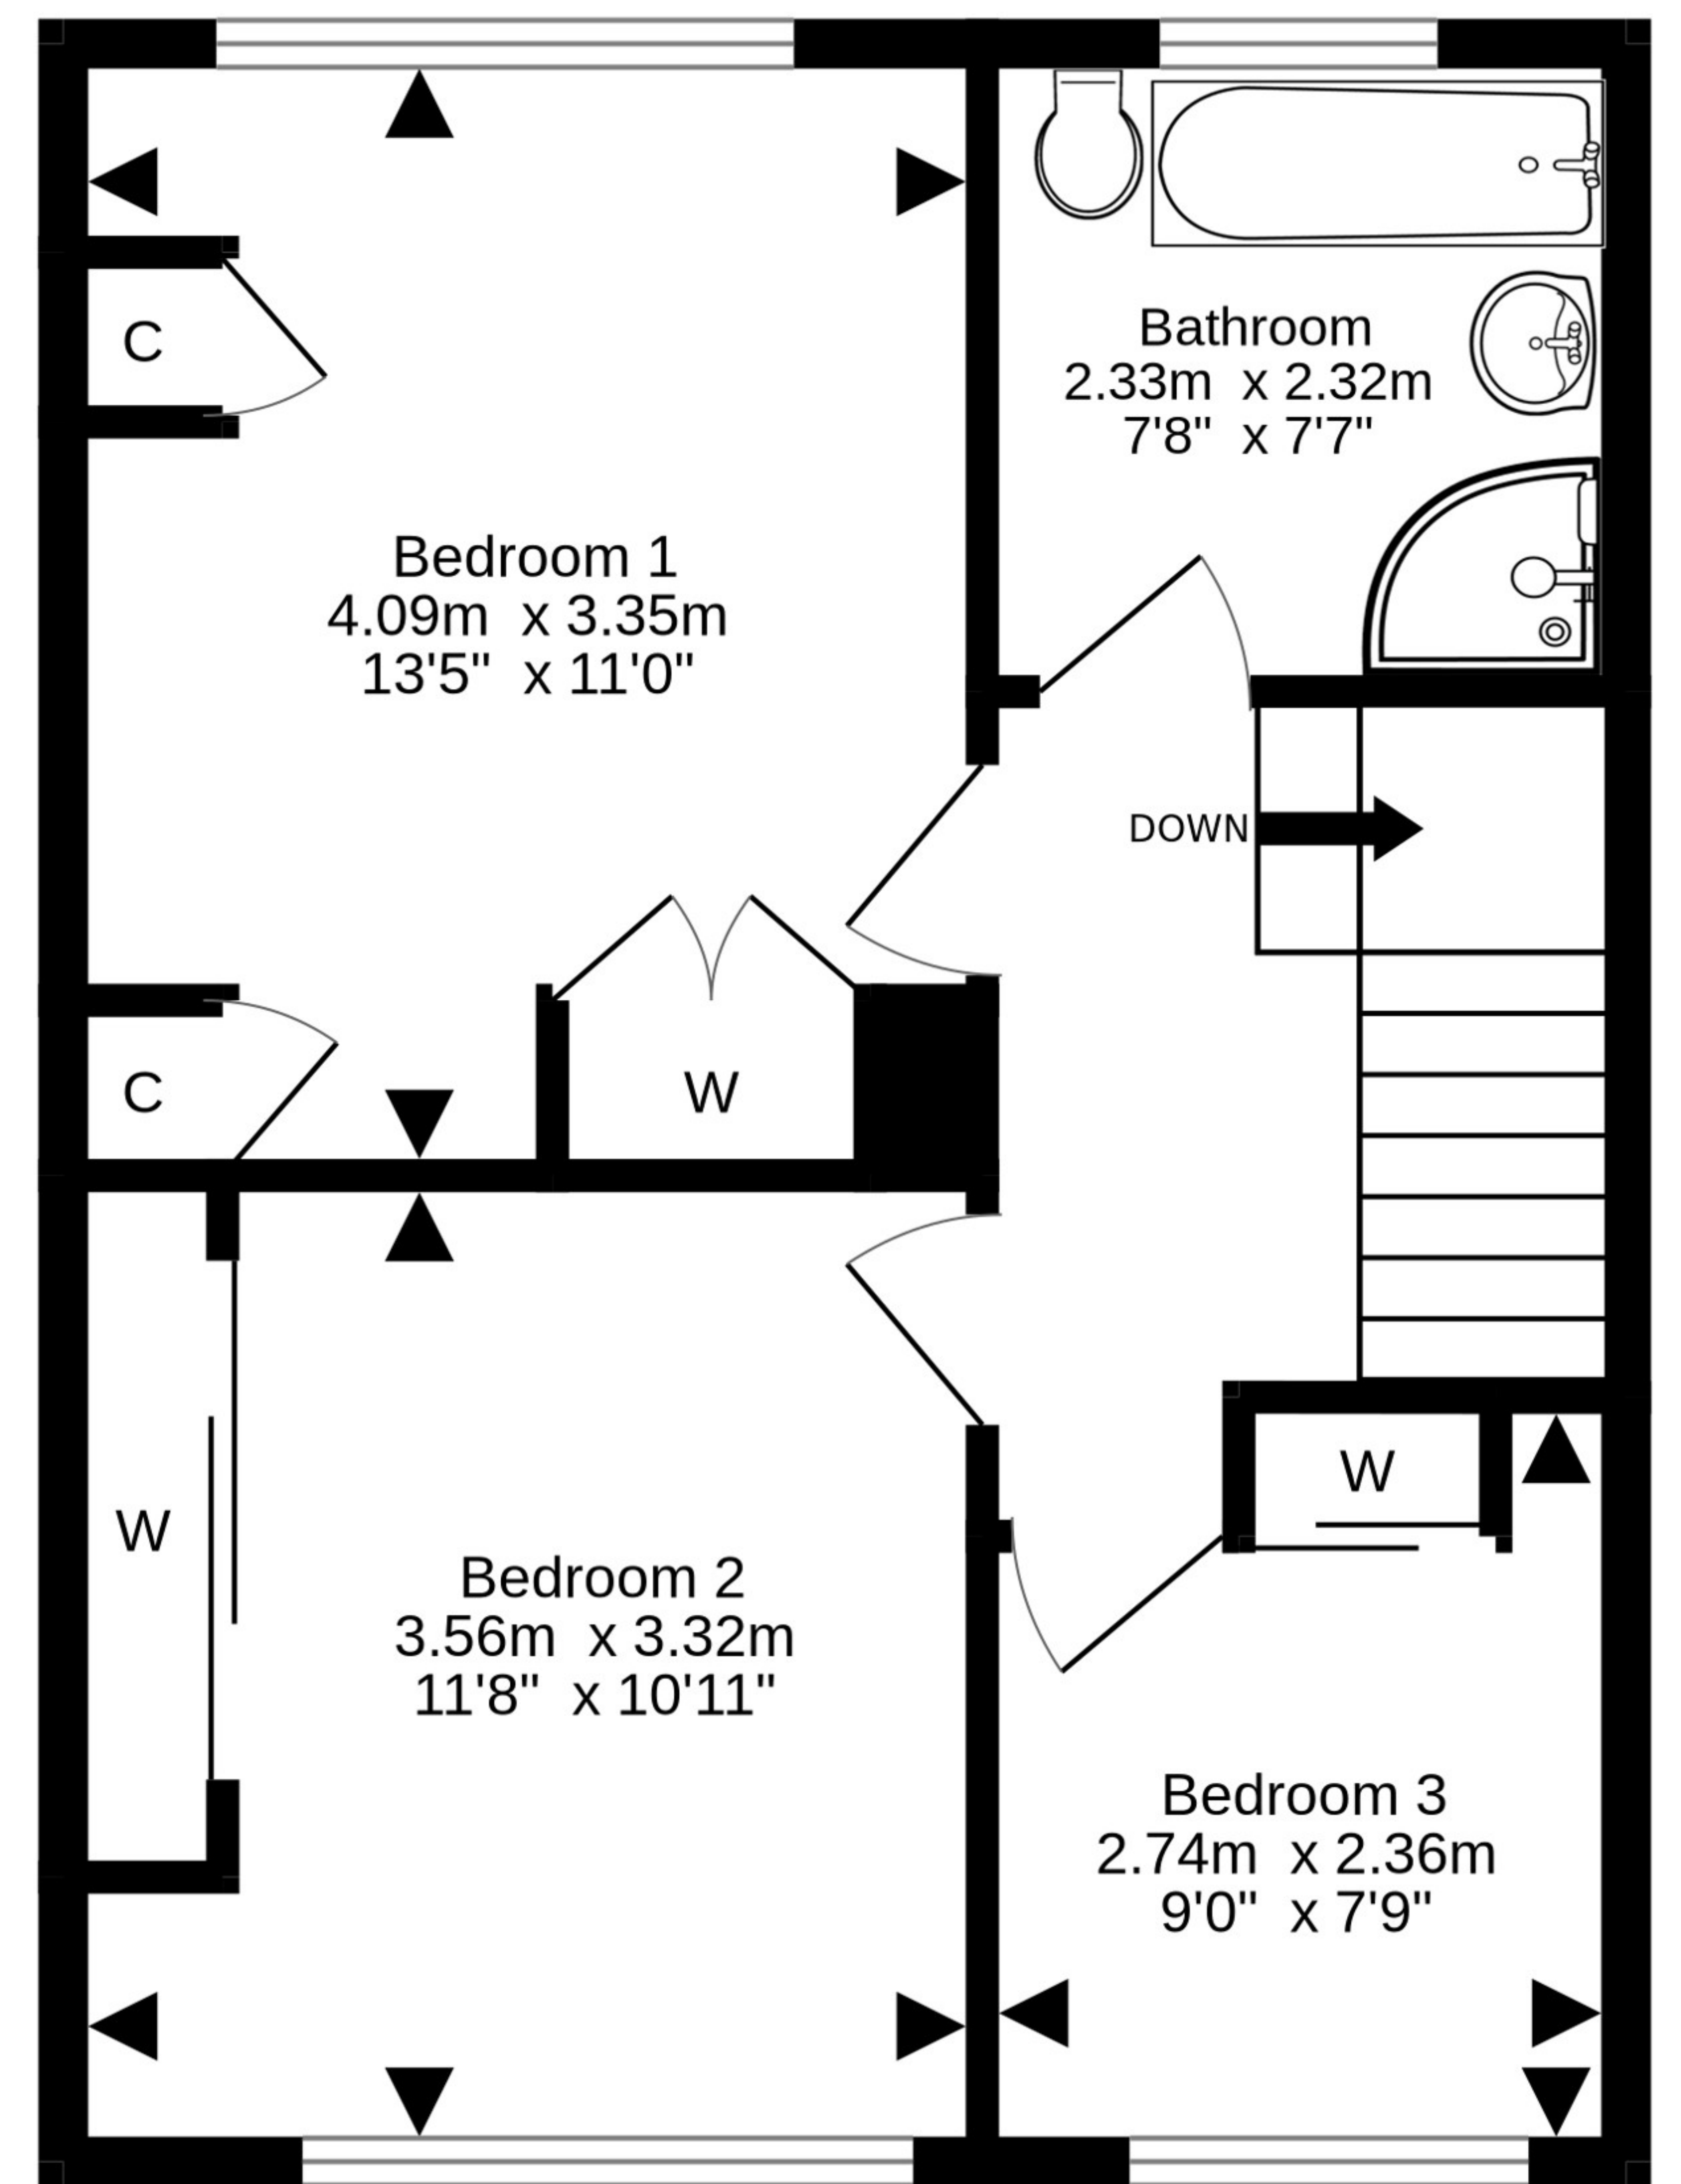 C
Bathroom
2.33m x 2.32m
7'8" x 7'7"
Bedroom 1
4.09m x 3.35m
13'5" x 11'0"
DOWN
C
W
W
W
Bedroom 2
3.56m x 3.32m
11'8" x 10'11"
Bedroom 3
2.74m x 2.36m
9'0" x 7'9"